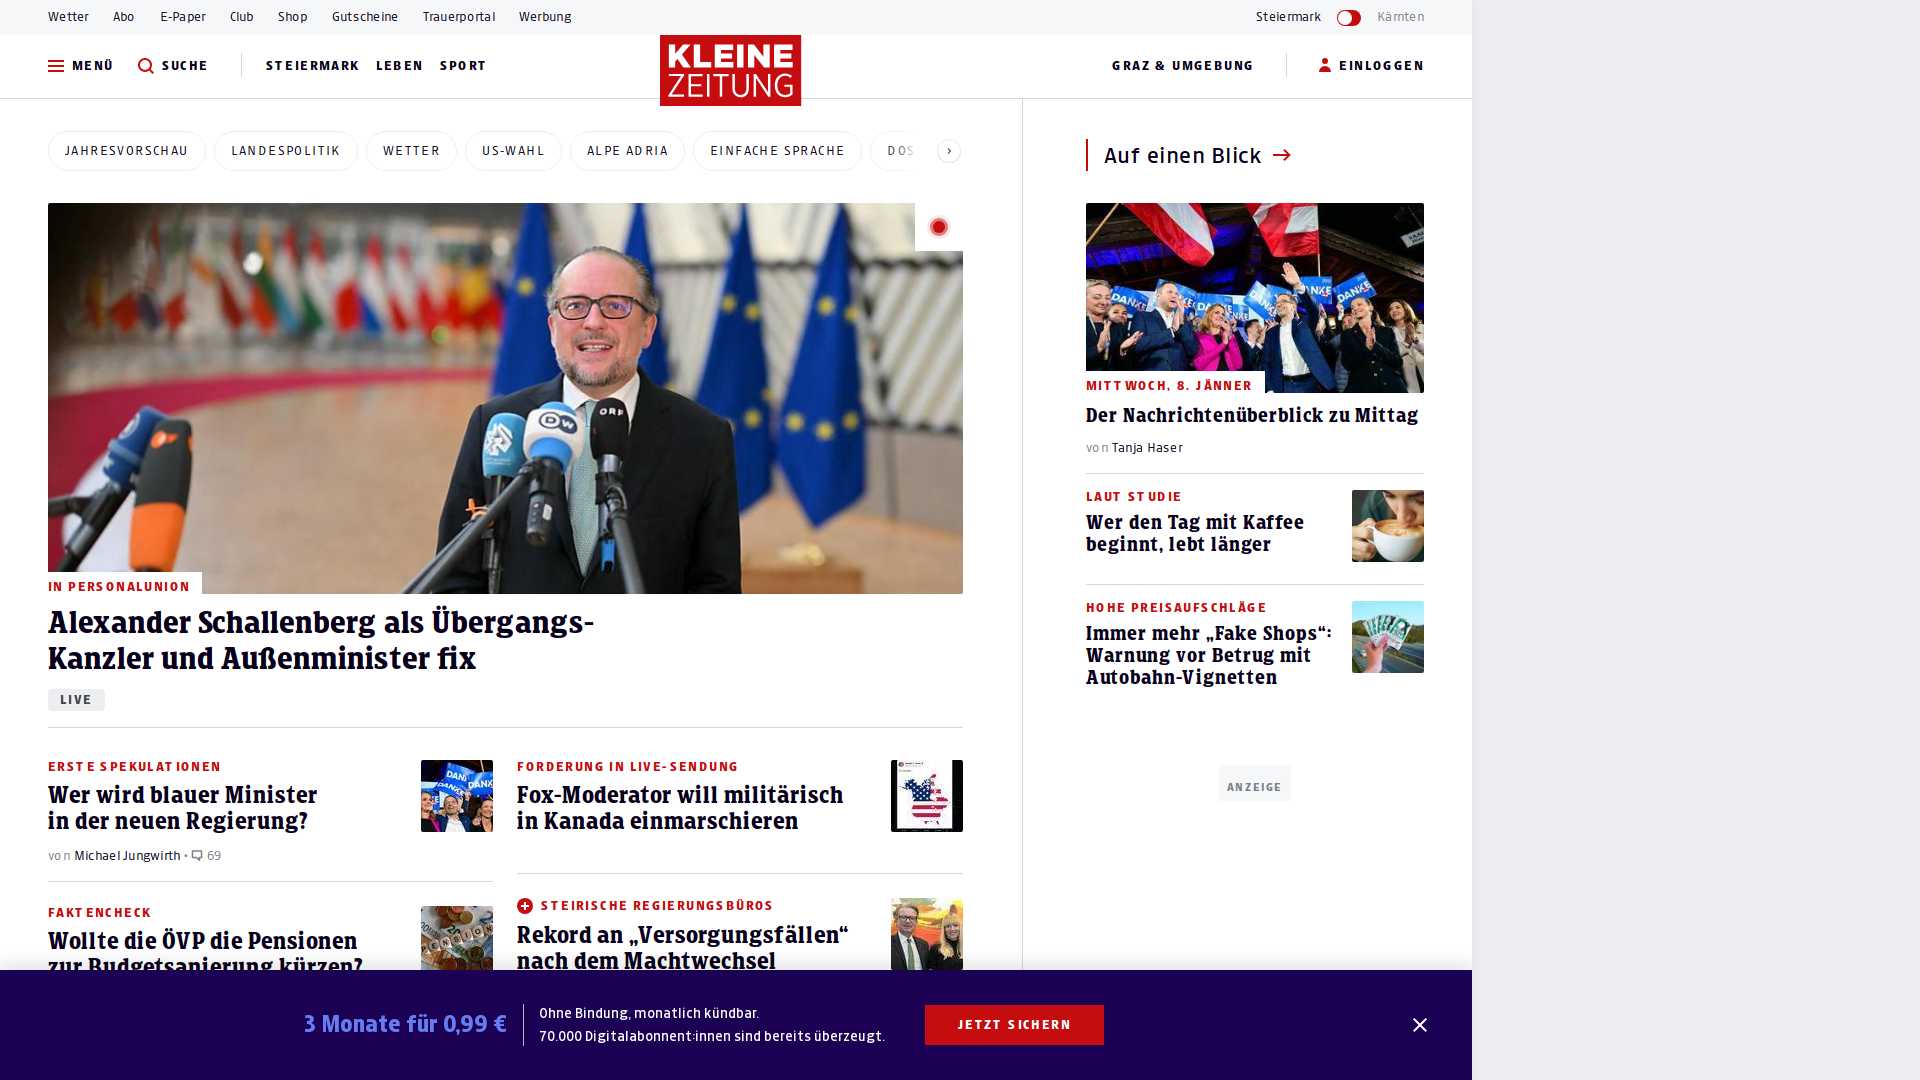 Wetter Abo E-Paper Club Shop Gutscheine Trauerportal Werbung
Steiermark Kärnten
MENÜ SUCHE STEIERMARK LEBEN SPORT
KLEINE
ZEITUNG
GRAZ & UMGEBUNG EINLOGGEN
JAHRESVORSCHAU LANDESPOLITIK WETTER US-WAHL ALPE ADRIA EINFACHE SPRACHE DOS
DW
ORF
IN PERSONALUNION
Alexander Schallenberg als Übergangs-
Kanzler und Außenminister fix
LIVE
ERSTE SPEKULATIONEN
Wer wird blauer Minister
in der neuen Regierung?
von Michael Jungwirth • 69
FAKTENCHECK
Wollte die ÖVP die Pensionen
zur Budgetsanierung kürzen?
PENSION
FORDERUNG IN LIVE-SENDUNG
Fox-Moderator will militärisch
in Kanada einmarschieren
STEIRISCHE REGIERUNGSBÜROS
Rekord an „Versorgungsfällen“
nach dem Machtwechsel
Auf einen Blick
DANKE
DANKE
DANKE
MITTWOCH, 8. JÄNNER
Der Nachrichtenüberblick zu Mittag
von Tanja Haser
LAUT STUDIE
Wer den Tag mit Kaffee
beginnt, lebt länger
HOHE PREISAUFSCHLÄGE
Immer mehr „Fake Shops“:
Warnung vor Betrug mit
Autobahn-Vignetten
ANZEIGE
3 Monate für 0,99 €
Ohne Bindung, monatlich kündbar.
70.000 Digitalabonnent:innen sind bereits überzeugt.
JETZT SICHERN